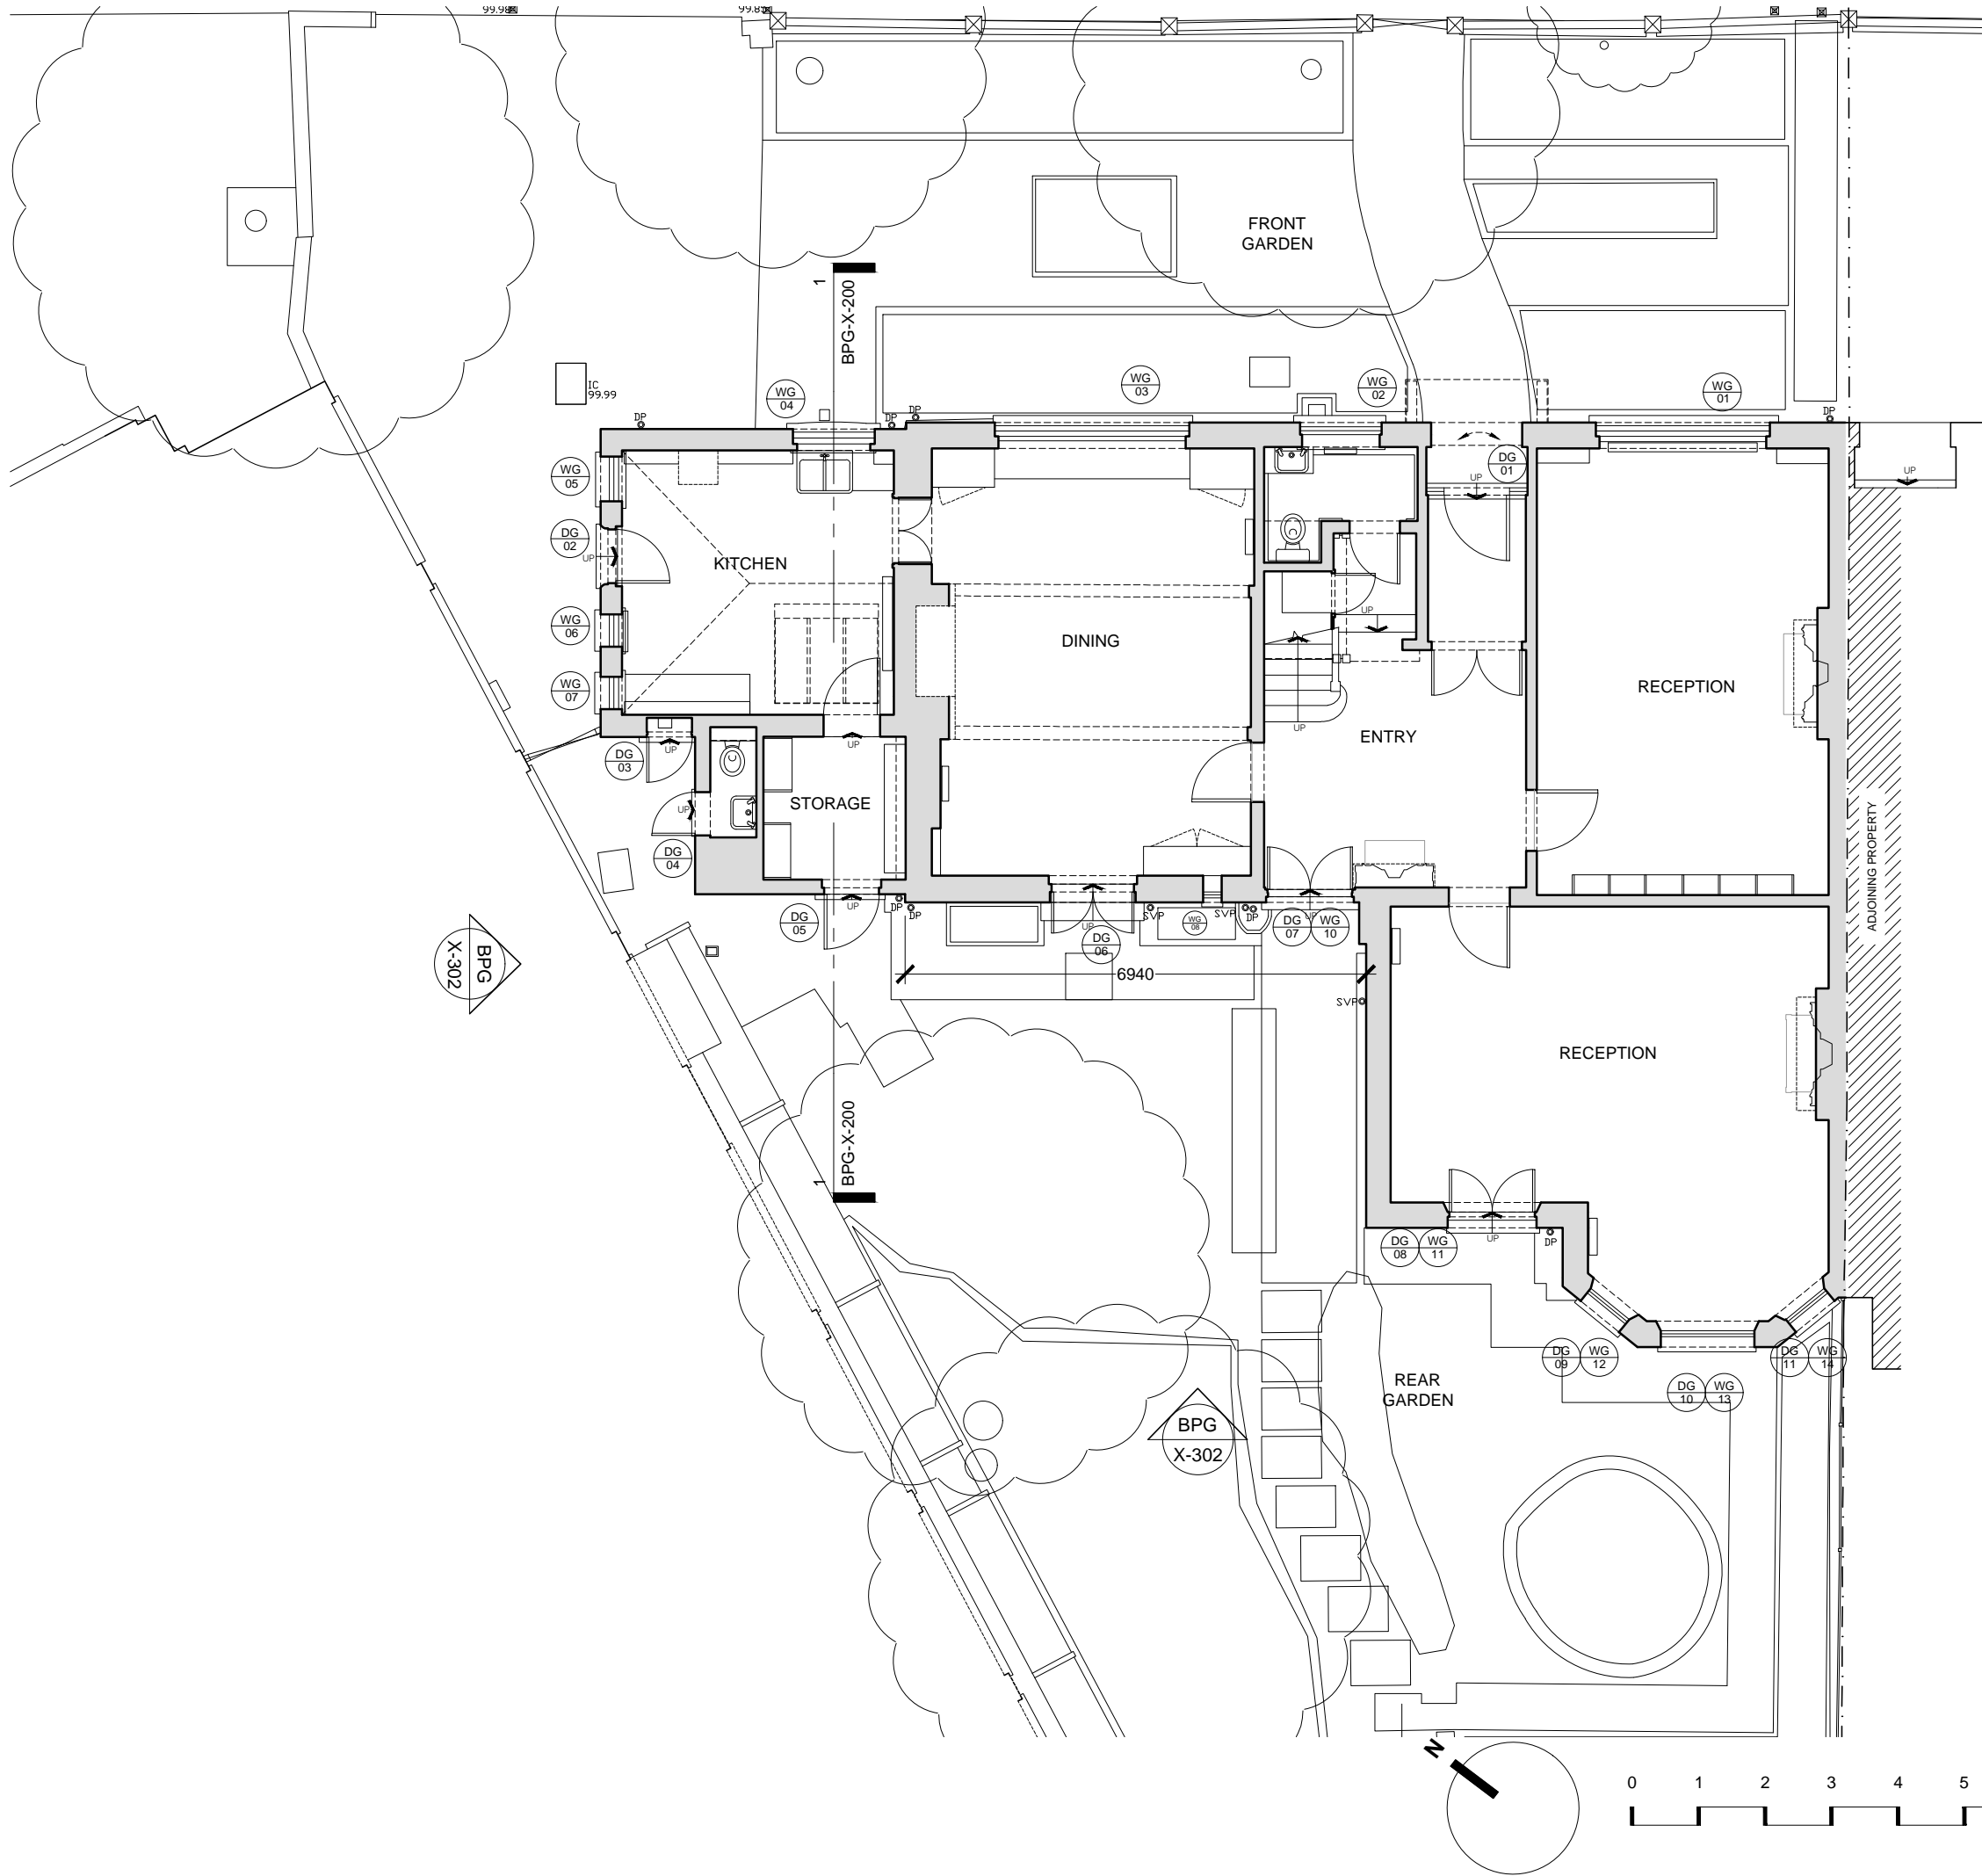 99.98
99.85
FRONT
GARDEN
1
BPG-X-200
IC
99.99
WG
04
WG
03
WG
02
WG
01
DP
DP
DP
DP
WG
05
DG
01
UP
DG
02
UP
KITCHEN
WG
06
UP
DINING
WG
07
RECEPTION
UP
ENTRY
DG
03
UP
UP
STORAGE
UP
ADJOINING PROPERTY
DG
04
UP
DP
DP
DG
05
SVP
WG
08
SVP
DP
UP
DG
06
UP
DG
07
WG
10
UP
BPG
X-302
6940
SVP
RECEPTION
BPG-X-200
1
DG
08
WG
11
UP
DP
DG
09
WG
12
DG
11
WG
14
REAR
GARDEN
DG
10
WG
13
BPG
X-302
N
0 1 2 3 4 5